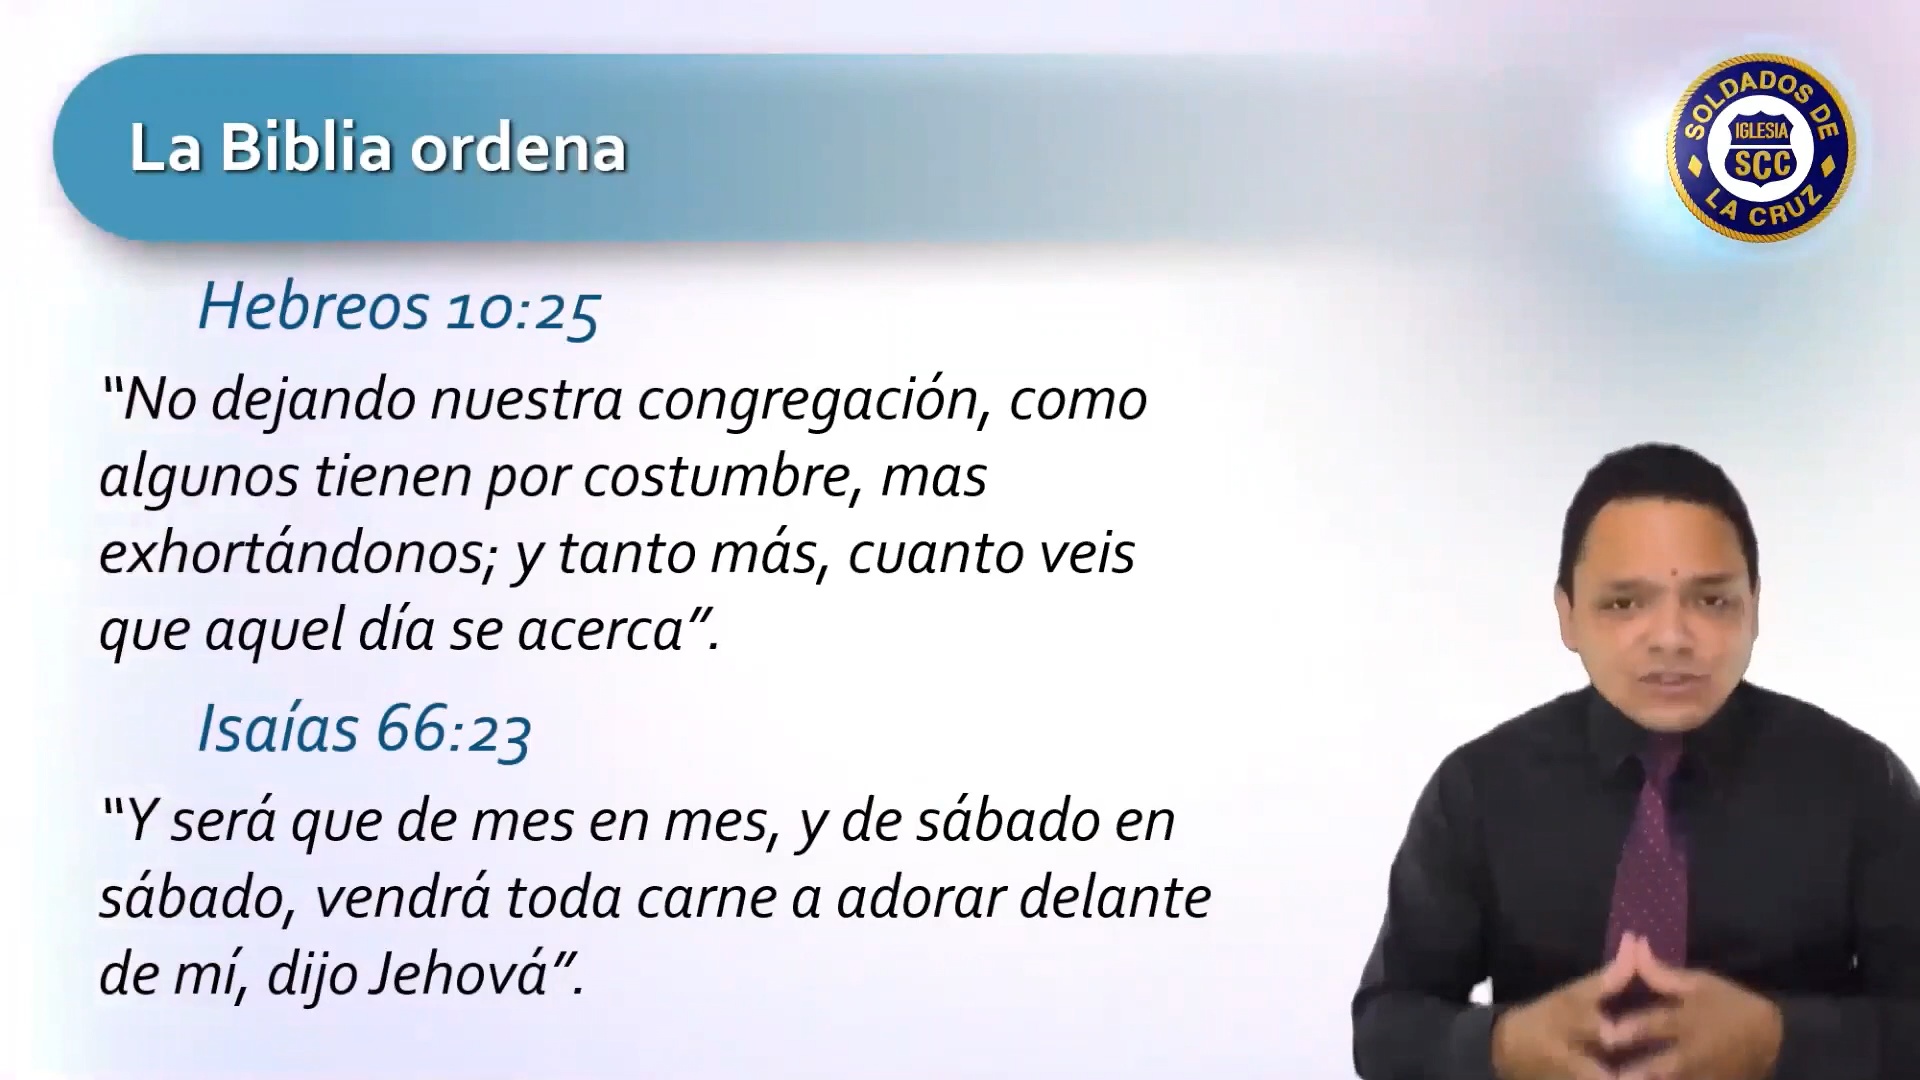 La Biblia ordena
SOLDADOS DE
IGLESIA
SCC
LA CRUZ
Hebreos 10:25
“No dejando nuestra congregación, como
algunos tienen por costumbre, mas
exhortándonos; y tanto más, cuanto veis
que aquel día se acerca”.
Isaías 66:23
“Y será que de mes en mes, y de sábado en
sábado, vendrá toda carne a adorar delante
de mí, dijo Jehová”.